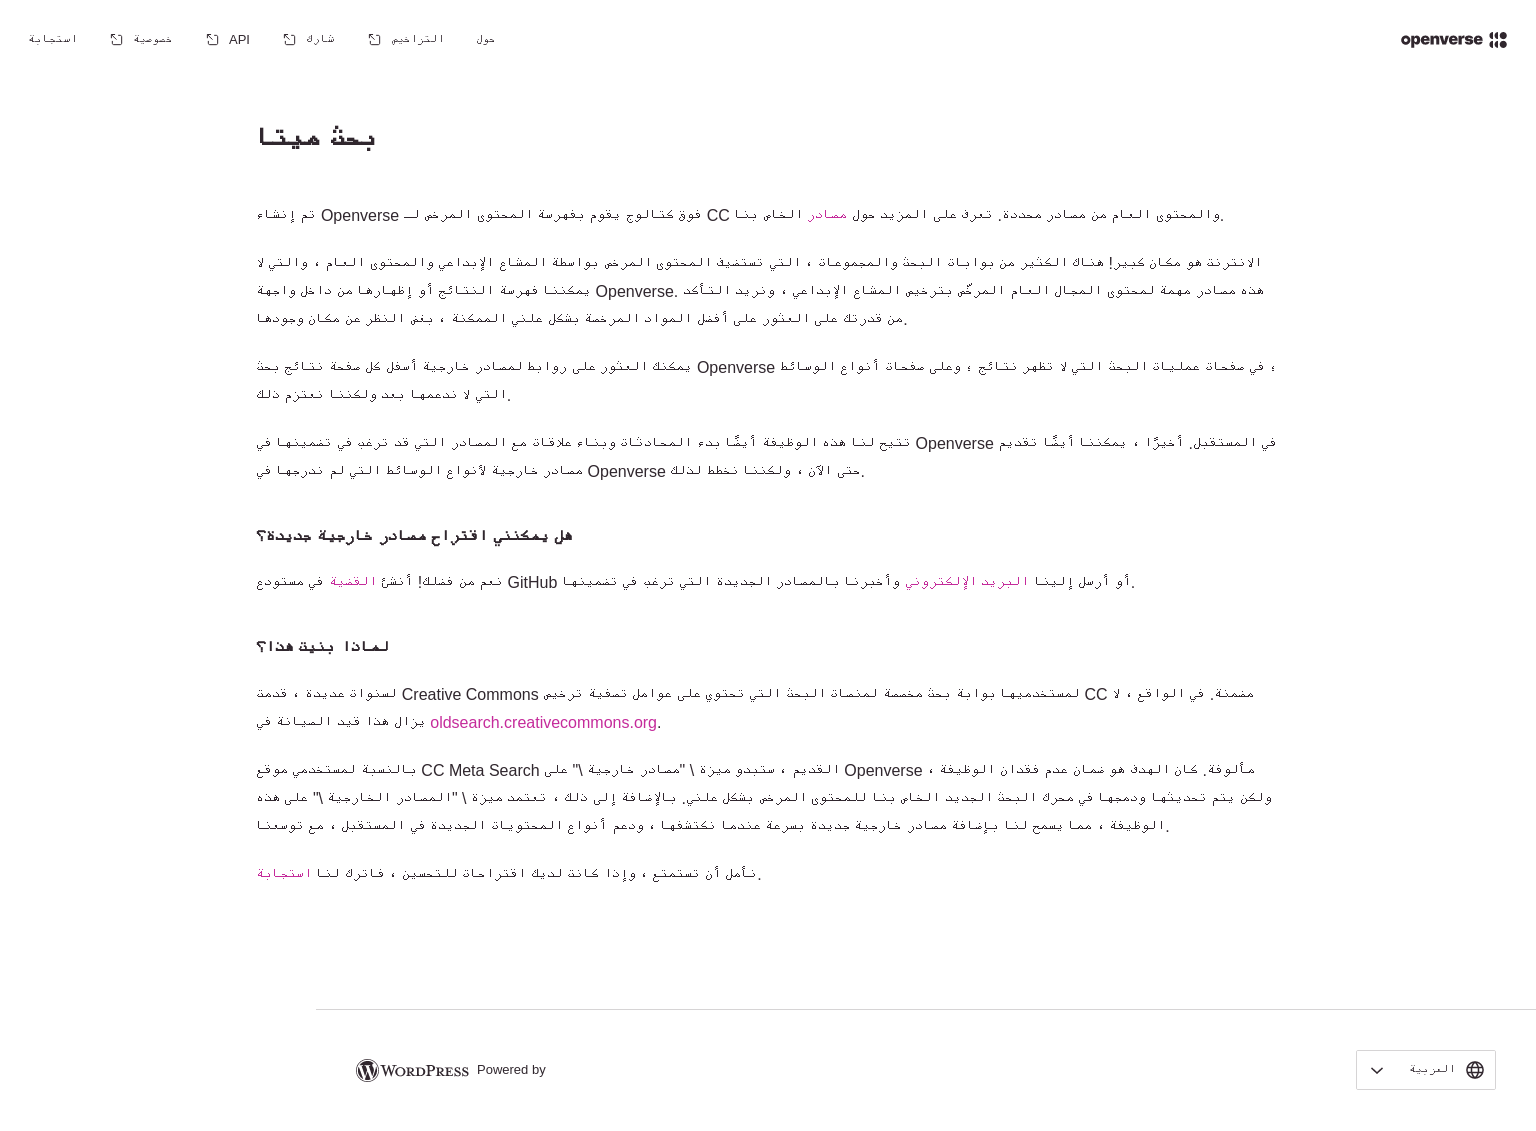 openverse
حول
التراخيص
شارك
API
خصوصية
استجابة
بحث ميتا
تم إنشاء Openverse فوق كتالوج يقوم بفهرسة المحتوى المرخص لـ CC والمحتوى العام من مصادر محددة. تعرف على المزيد حول مصادر الخاص بنا.
الانترنت هو مكان كبير! هناك الكثير من بوابات البحث والمجموعات ، التي تستضيف المحتوى المرخص بواسطة المشاع الإبداعي والمحتوى العام ، والتي لا
يمكننا فهرسة النتائج أو إظهارها من داخل واجهة Openverse. هذه مصادر مهمة لمحتوى المجال العام المرخّص بترخيص المشاع الإبداعي ، ونريد التأكد
من قدرتك على العثور على أفضل المواد المرخصة بشكل علني الممكنة ، بغض النظر عن مكان وجودها.
يمكنك العثور على روابط لمصادر خارجية أسفل كل صفحة نتائج بحث Openverse ؛ في صفحات عمليات البحث التي لا تظهر نتائج ؛ وعلى صفحات أنواع الوسائط
التي لا ندعمها بعد ولكننا نعتزم ذلك.
تتيح لنا هذه الوظيفة أيضًا بدء المحادثات وبناء علاقات مع المصادر التي قد ترغب في تضمينها في Openverse في المستقبل. أخيرًا ، يمكننا أيضًا تقديم
مصادر خارجية لأنواع الوسائط التي لم ندرجها في Openverse حتى الآن ، ولكننا نخطط لذلك.
هل يمكنني اقتراح مصادر خارجية جديدة؟
نعم من فضلك! أنشئ القضية في مستودع GitHub أو أرسل إلينا البريد الإلكتروني وأخبرنا بالمصادر الجديدة التي ترغب في تضمينها.
لماذا بنيت هذا؟
لسنوات عديدة ، قدمت Creative Commons لمستخدميها بوابة بحث مخصصة لمنصات البحث التي تحتوي على عوامل تصفية ترخيص CC مضمنة. في الواقع ، لا
يزال هذا قيد الصيانة في oldsearch.creativecommons.org.
بالنسبة لمستخدمي موقع CC Meta Search القديم ، ستبدو ميزة \ "مصادر خارجية \" على Openverse مألوفة. كان الهدف هو ضمان عدم فقدان الوظيفة ،
ولكن يتم تحديثها ودمجها في محرك البحث الجديد الخاص بنا للمحتوى المرخص بشكل علني. بالإضافة إلى ذلك ، تعتمد ميزة \ "المصادر الخارجية \" على هذه
الوظيفة ، مما يسمح لنا بإضافة مصادر خارجية جديدة بسرعة عندما نكتشفها ، ودعم أنواع المحتويات الجديدة في المستقبل ، مع توسعنا.
نأمل أن تستمتع ، وإذا كانت لديك اقتراحات للتحسين ، فاترك لنا استجابة.
العربية
Powered by WORDPRESS